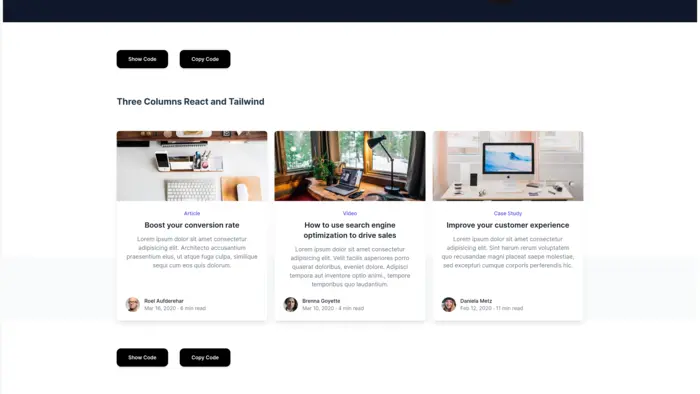 Show Code
Copy Code
Three Columns React and Tailwind
Article
Boost your conversion rate
Lorem ipsum dolor sit amet consectetur
adipisicing elit. Architecto accusantium
praesentium eius, ut atque fuga culpa, similique
sequi cum eos quis dolorum.
Roel Aufderehar
Mar 16, 2020 · 6 min read
Video
How to use search engine
optimization to drive sales
Lorem ipsum dolor sit amet consectetur,
adipisicing elit. Velit facilis asperiores porro
quaerat doloribus, eveniet dolore. Adipisci
tempora aut inventore optio animi., tempore
temporibus quo laudantium.
Brenna Goyette
Mar 10, 2020 · 4 min read
Case Study
Improve your customer experience
Lorem ipsum dolor sit amet consectetur
adipisicing elit. Sint harum rerum voluptatem
quo recusandae magni placeat saepe molestiae,
sed excepturi cumque corporis perferendis hic.
Daniela Metz
Feb 12, 2020 · 11 min read
Show Code
Copy Code